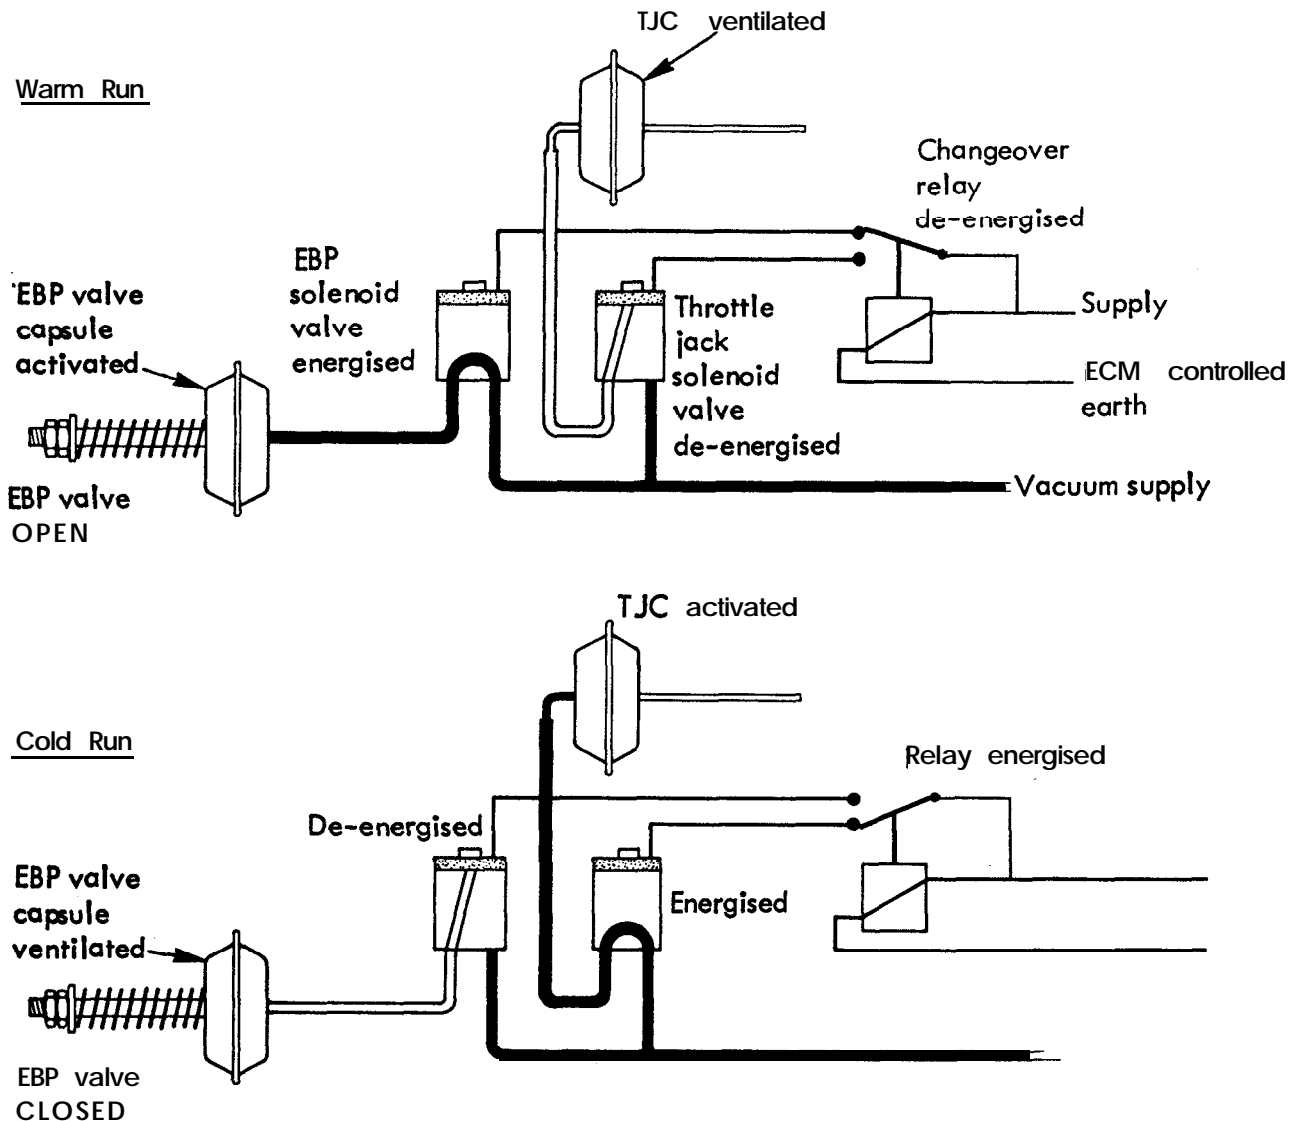 TJC ventilated
Warm Run
Changeover
relay
de-energised
EBP
solenoid
valve
energised
EBP valve
capsule
activated
Throttle
jack
solenoid
valve
de-energised
Supply
ECM controlled
earth
EBP valve
OPEN
Vacuum supply
TJC activated
Cold Run
Relay energised
De-energised
EBP valve
capsule
ventilated
Energised
EBP valve
CLOSED